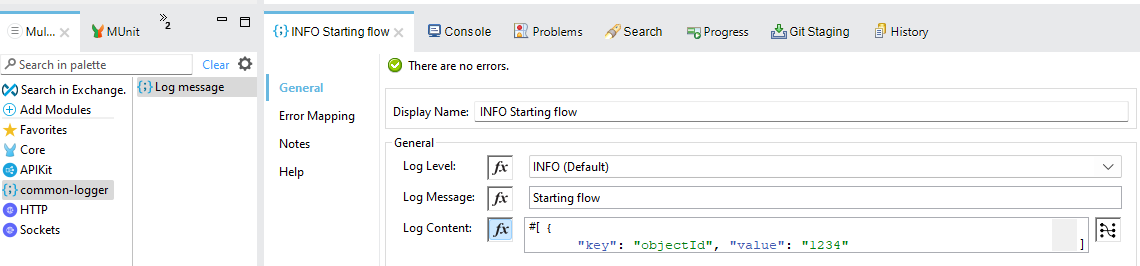 Mul...
MUnit
2
Search in palette
Clear
Search in Exchange.
Add Modules
Favorites
Core
APIKit
common-logger
HTTP
Sockets
Log message
INFO Starting flow
Console
Problems
Search
Progress
Git Staging
History
There are no errors.
General
Error Mapping
Notes
Help
Display Name: INFO Starting flow
General
Log Level: fx INFO (Default)
Log Message: fx Starting flow
Log Content: fx #[ {
"key": "objectId", "value": "1234" ]